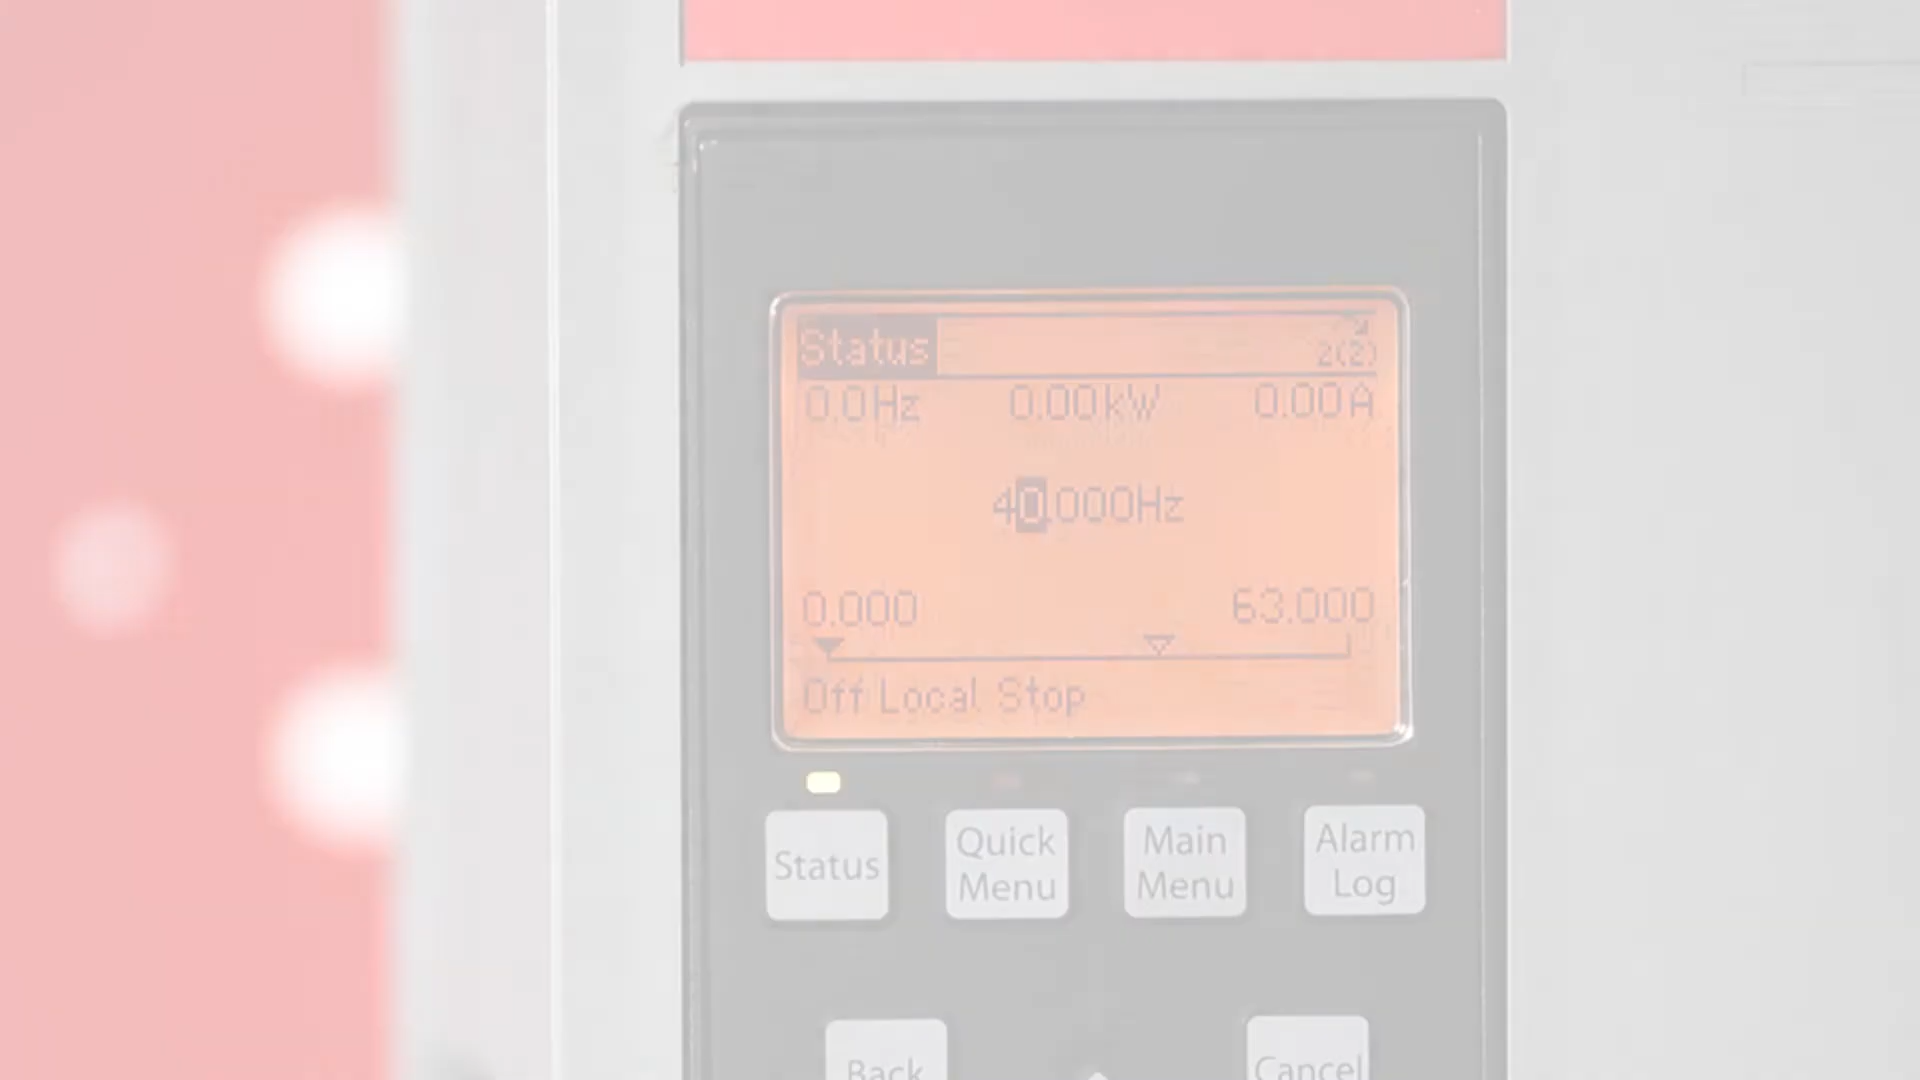 Status 2(2)
0.0Hz 0.00kW 0.00A
40.000Hz
0.000 63.000
Off Local Stop
Status
Quick
Menu
Main
Menu
Alarm
Log
Back
Cancel